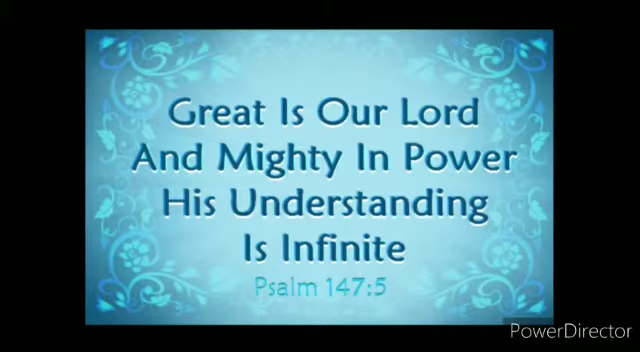 Great Is Our Lord
And Mighty In Power
His Understanding
Is Infinite
Psalm 147:5
PowerDirector